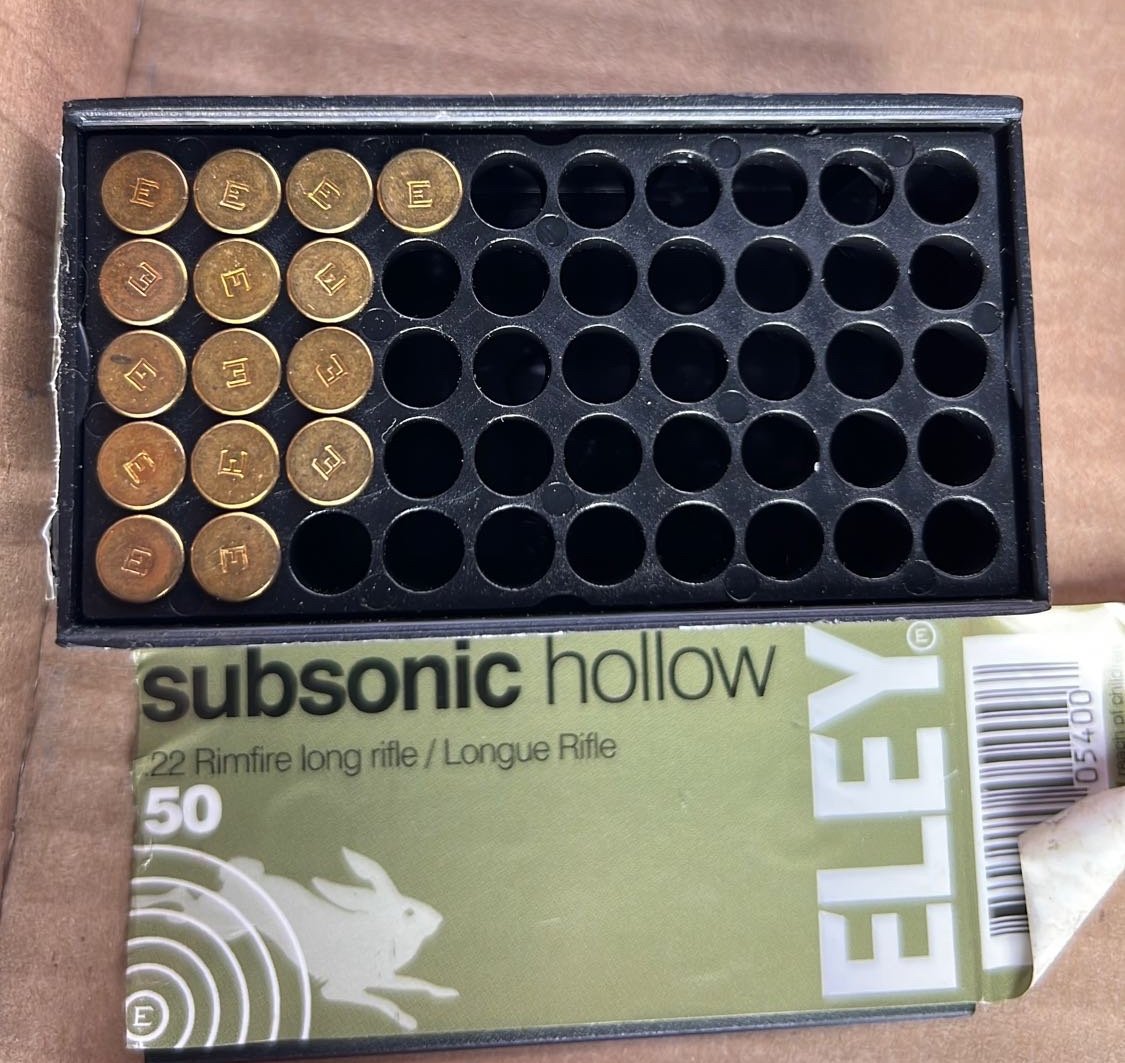 E E E E
E E E
E E E
E E E
E E
subsonic hollow
.22 Rimfire long rifle / Longue Rifle
50
E
ELEY
E
05400